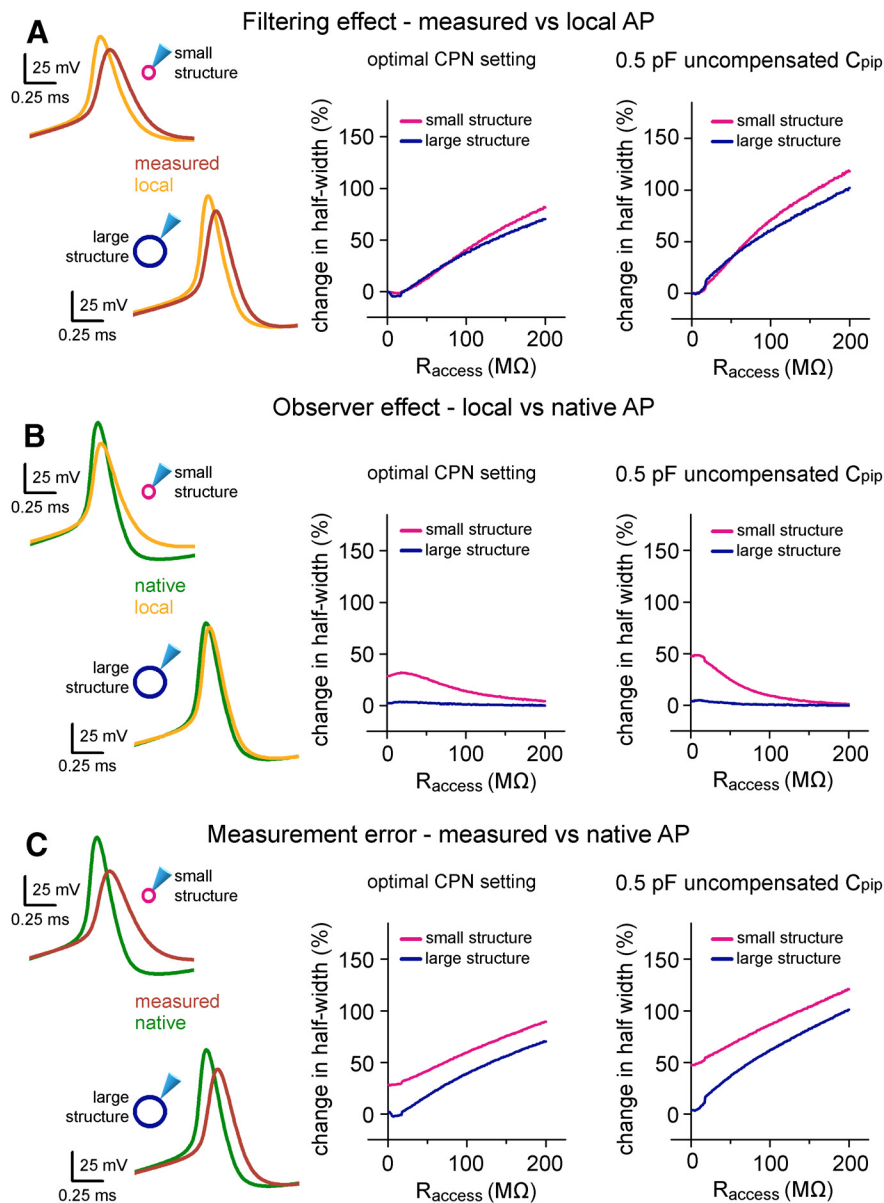 A
Filtering effect - measured vs local AP
25 mV
0.25 ms
small
structure
measured
local
large
structure
25 mV
0.25 ms
optimal CPN setting
change in half-width (%)
150
100
50
0
small structure
large structure
0
100
200
Raccess (MΩ)
0.5 pF uncompensated Cpip
change in half width (%)
150
100
50
0
small structure
large structure
0
100
200
Raccess (MΩ)
B
Observer effect - local vs native AP
25 mV
0.25 ms
small
structure
native
local
large
structure
25 mV
0.25 ms
optimal CPN setting
change in half-width (%)
150
100
50
0
small structure
large structure
0
100
200
Raccess (MΩ)
0.5 pF uncompensated Cpip
change in half width (%)
150
100
50
0
small structure
large structure
0
100
200
Raccess (MΩ)
C
Measurement error - measured vs native AP
25 mV
0.25 ms
small
structure
measured
native
large
structure
25 mV
0.25 ms
optimal CPN setting
change in half-width (%)
150
100
50
0
small structure
large structure
0
100
200
Raccess (MΩ)
0.5 pF uncompensated Cpip
change in half width (%)
150
100
50
0
small structure
large structure
0
100
200
Raccess (MΩ)